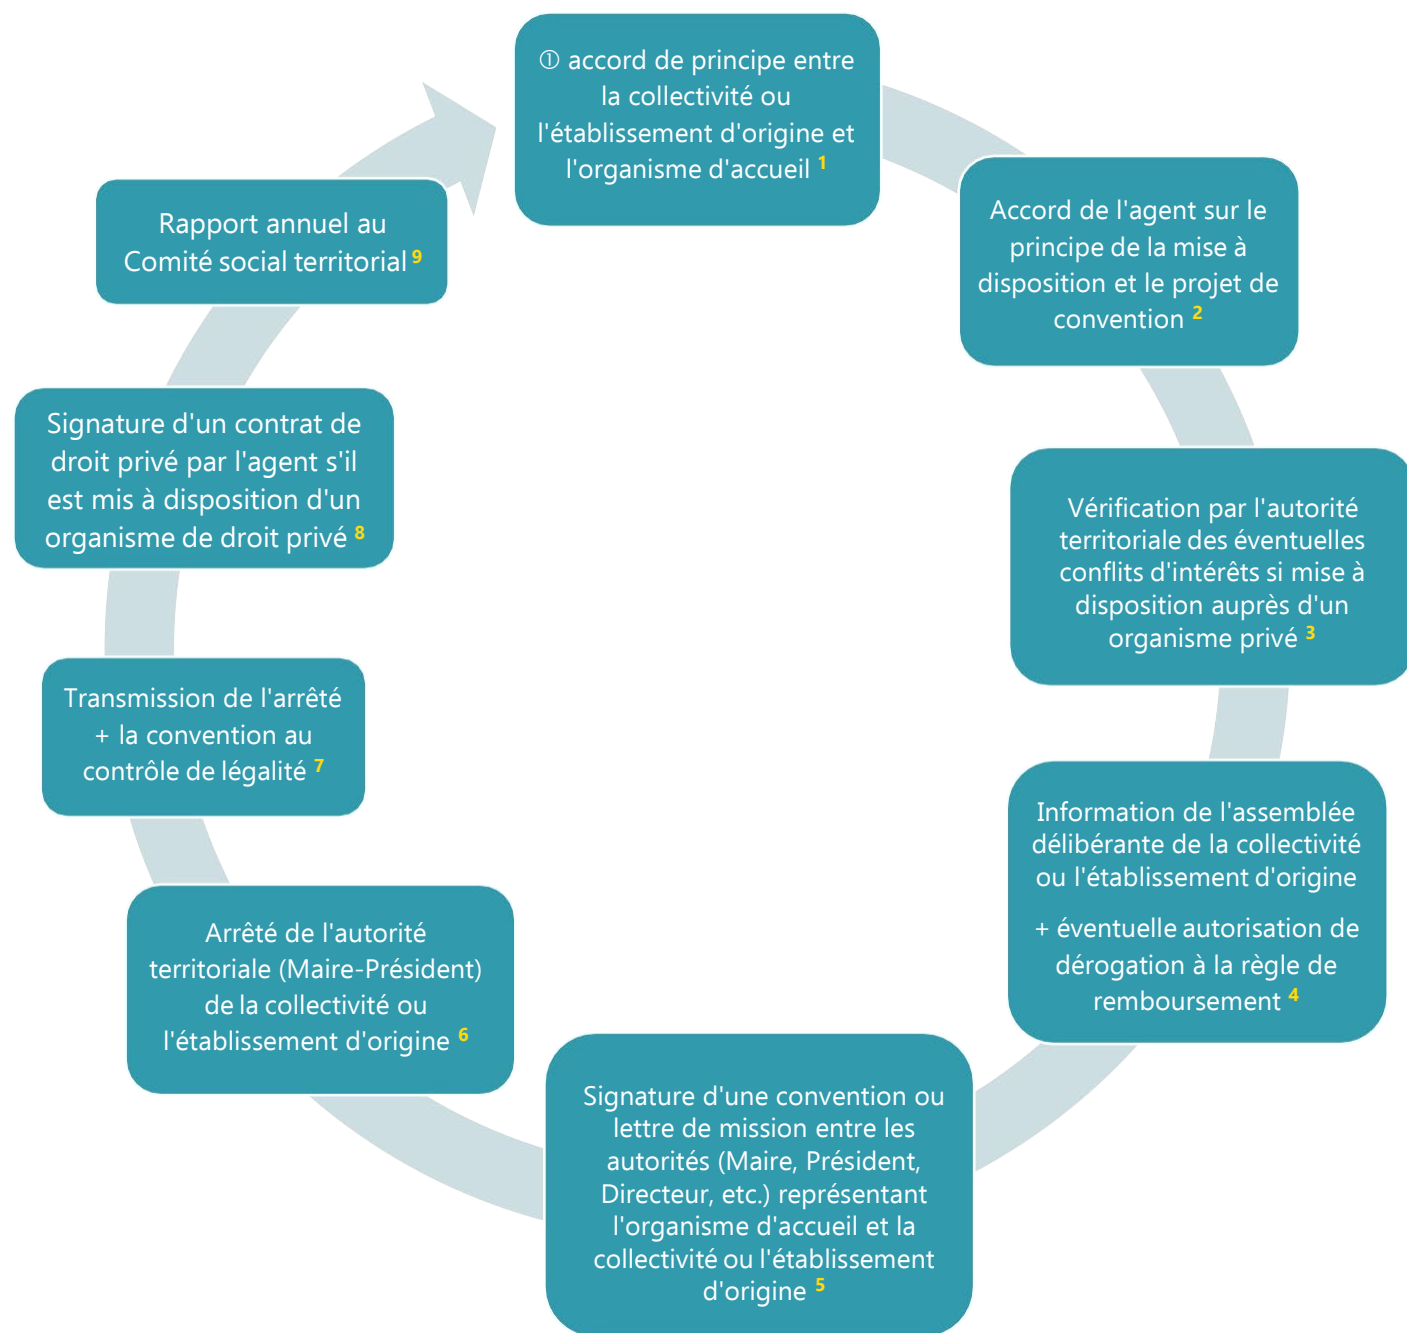 ① accord de principe entre
la collectivité ou
l'établissement d'origine et
l'organisme d'accueil 1
Accord de l'agent sur le
principe de la mise à
disposition et le projet de
convention 2
Vérification par l'autorité
territoriale des éventuelles
conflits d'intérêts si mise à
disposition auprès d'un
organisme privé 3
Information de l'assemblée
délibérante de la collectivité
ou l'établissement d'origine
+ éventuelle autorisation de
dérogation à la règle de
remboursement 4
Signature d'une convention ou
lettre de mission entre les
autorités (Maire, Président,
Directeur, etc.) représentant
l'organisme d'accueil et la
collectivité ou l'établissement
d'origine 5
Arrêté de l'autorité
territoriale (Maire-Président)
de la collectivité ou
l'établissement d'origine 6
Transmission de l'arrêté
+ la convention au
contrôle de légalité 7
Signature d'un contrat de
droit privé par l'agent s'il
est mis à disposition d'un
organisme de droit privé 8
Rapport annuel au
Comité social territorial 9